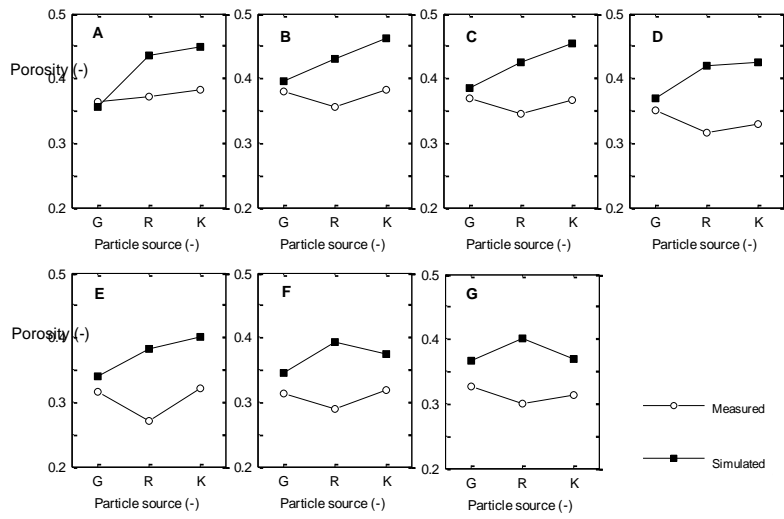 0.5 0.5 0.5 0.5
A B C D
Porosity (-)
0.4 0.4 0.4 0.4
0.3 0.3 0.3 0.3
0.2 0.2 0.2 0.2
G R K G R K G R K G R K
Particle source (-) Particle source (-) Particle source (-) Particle source (-)
0.5 0.5 0.5
E F G
Porosity (-)
0.4 0.4 0.4
0.3 0.3 0.3
Measured
Simulated
0.2 0.2 0.2
G R K G R K G R K
Particle source (-) Particle source (-) Particle source (-)